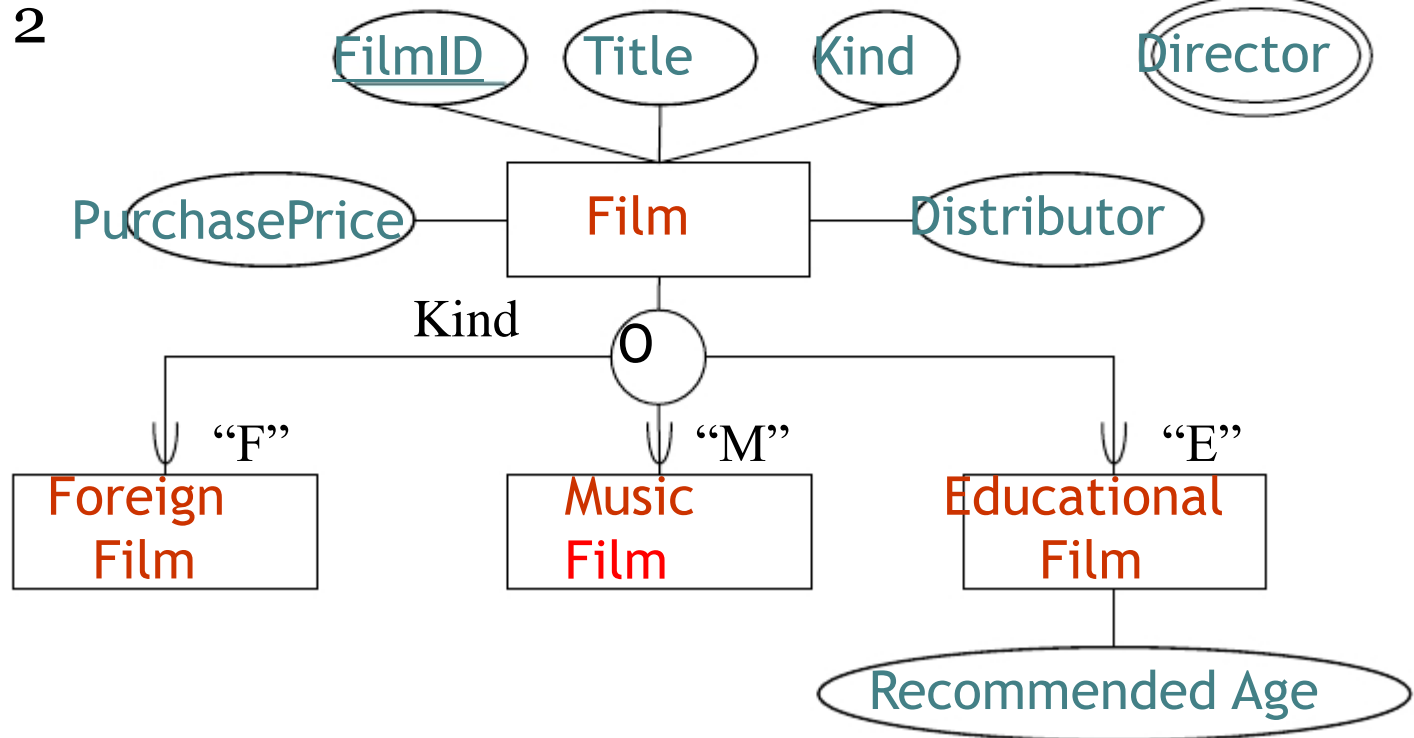 2
FilmID Title Kind Director
PurchasePrice Film Distributor
Kind O
“F” “M” “E”
Foreign Music Educational
Film Film Film
Recommended Age